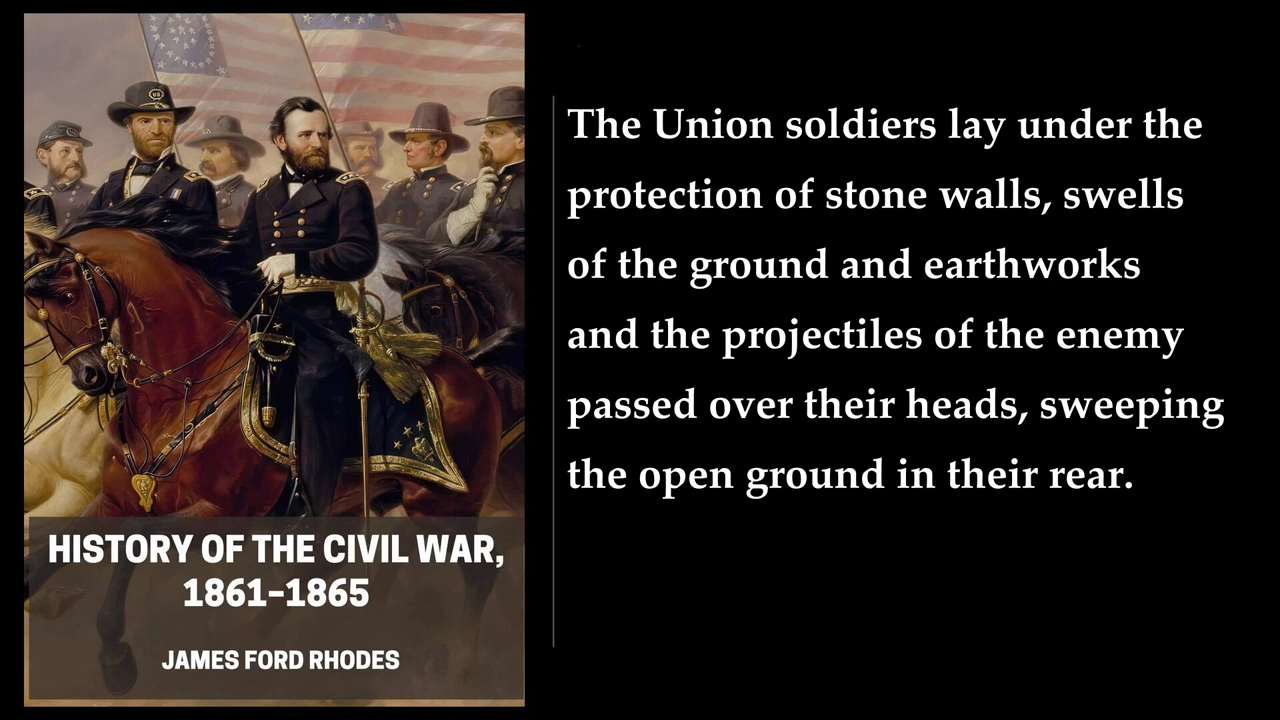 HISTORY OF THE CIVIL WAR,
1861–1865
JAMES FORD RHODES
The Union soldiers lay under the
protection of stone walls, swells
of the ground and earthworks
and the projectiles of the enemy
passed over their heads, sweeping
the open ground in their rear.